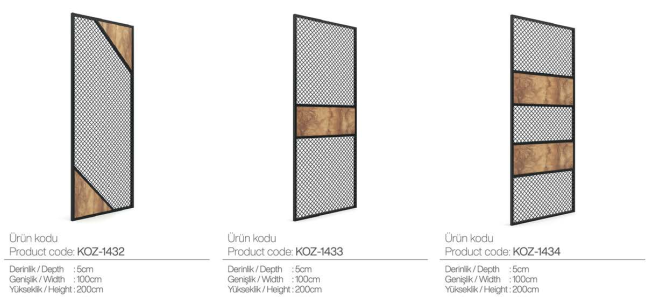 Ürün kodu
Product code: KOZ-1432
Derinlik / Depth : 5cm
Genişlik / Width : 100cm
Yükseklik / Height : 200cm
Ürün kodu
Product code: KOZ-1433
Derinlik / Depth : 5cm
Genişlik / Width : 100cm
Yükseklik / Height : 200cm
Ürün kodu
Product code: KOZ-1434
Derinlik / Depth : 5cm
Genişlik / Width : 100cm
Yükseklik / Height : 200cm